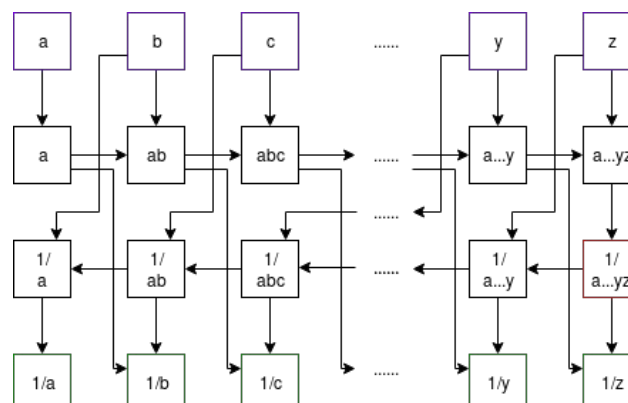 a b c ...... y z
a ab abc ...... a...y a...yz
......
1/ 1/ 1/ ...... 1/ 1/
a ab abc a...y a...yz
1/a 1/b 1/c ...... 1/y 1/z